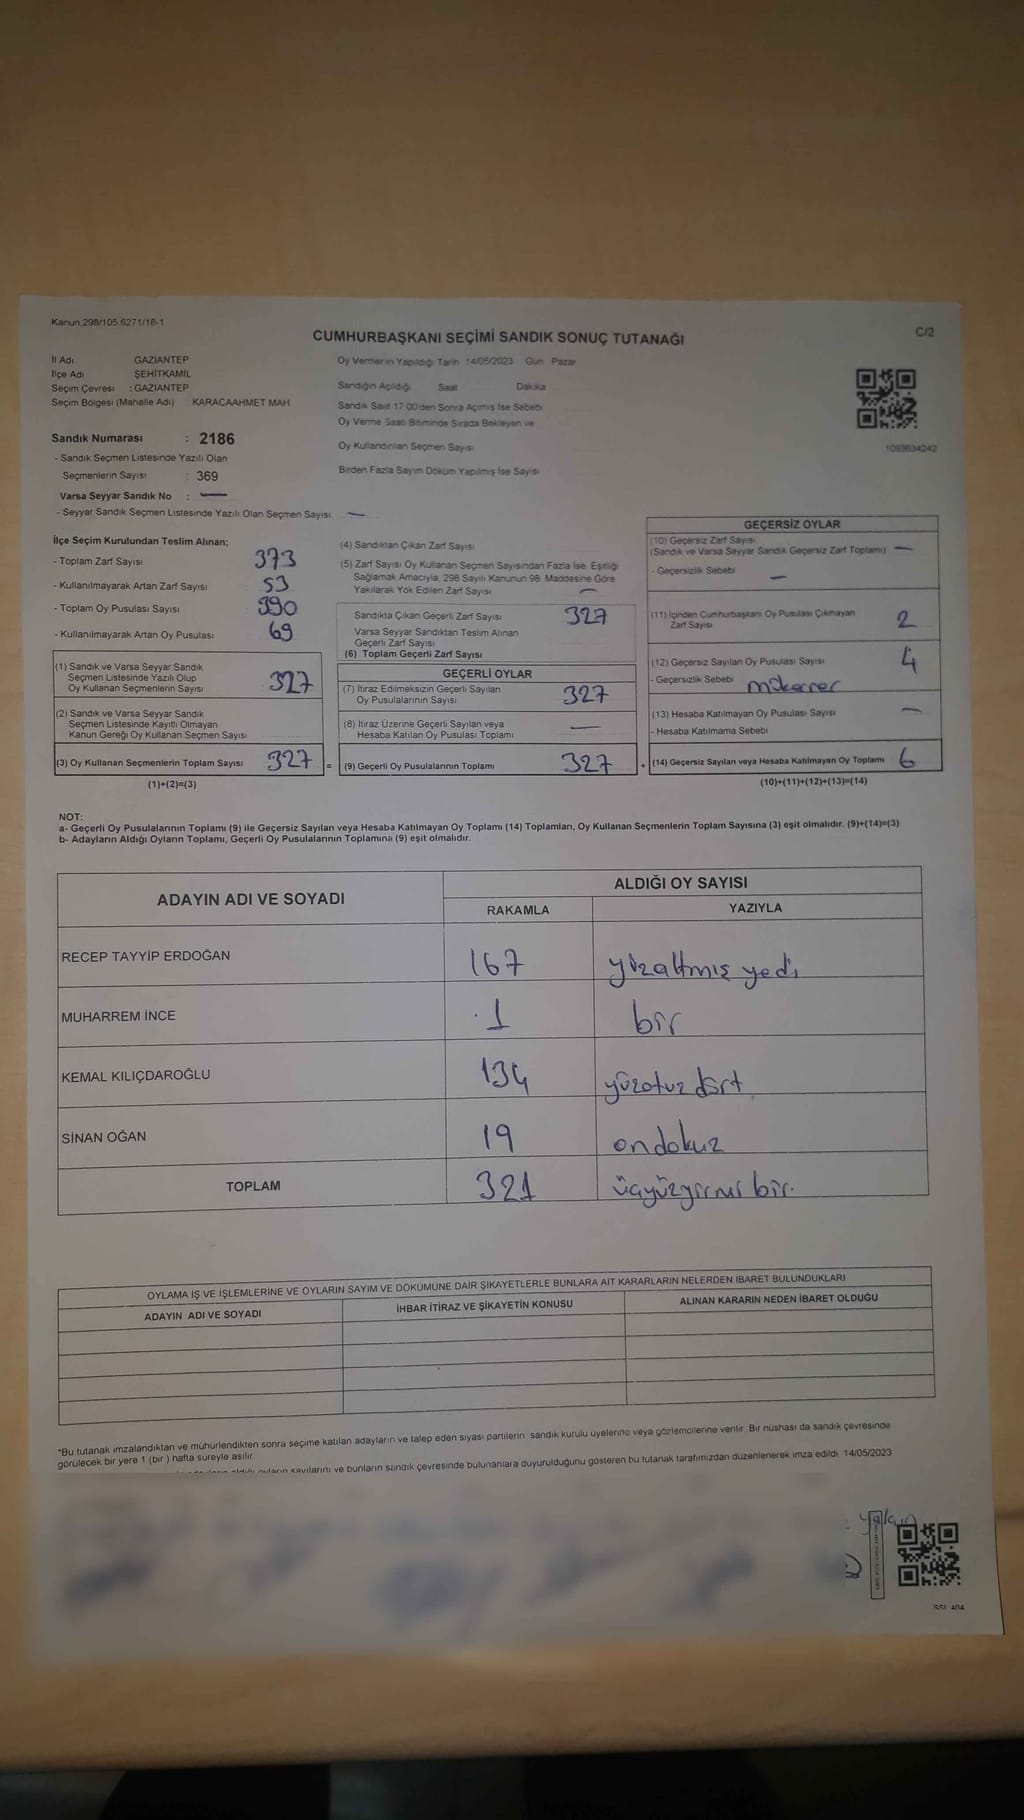 Kanun:298/105 6271/18-1
C/2
CUMHURBAŞKANI SEÇİMİ SANDIK SONUÇ TUTANAĞI
İl Adı GAZİANTEP
İlçe Adı ŞEHİTKAMİL
Seçim Çevresi : GAZİANTEP
Seçim Bölgesi (Mahalle Adı) KARACAAHMET MAH
Sandık Numarası : 2186
- Sandık Seçmen Listesinde Yazılı Olan
Seçmenlerin Sayısı : 369
Varsa Seyyar Sandık No : —
- Seyyar Sandık Seçmen Listesinde Yazılı Olan Seçmen Sayısı —
Oy Vermenin Yapıldığı Tarih 14/05/2023 Gün Pazar
Sandığın Açıldığı Saat Dakika
Sandık Saat 17:00'den Sonra Açılmış İse Sebebi
Oy Verme Saati Bitiminde Sırada Bekleyen ve
Oy Kullandırılan Seçmen Sayısı
Birden Fazla Sayım Döküm Yapılmış İse Sayısı
1093634242
İlçe Seçim Kurulundan Teslim Alınan;
- Toplam Zarf Sayısı 373
- Kullanılmayarak Artan Zarf Sayısı 53
- Toplam Oy Pusulası Sayısı 390
- Kullanılmayarak Artan Oy Pusulası 69
(1) Sandık ve Varsa Seyyar Sandık
Seçmen Listesinde Yazılı Olup
Oy Kullanan Seçmenlerin Sayısı 327
(2) Sandık ve Varsa Seyyar Sandık
Seçmen Listesinde Kayıtlı Olmayan
Kanun Gereği Oy Kullanan Seçmen Sayısı
(3) Oy Kullanan Seçmenlerin Toplam Sayısı 327 =
(1)+(2)=(3)
(4) Sandıktan Çıkan Zarf Sayısı
(5) Zarf Sayısı Oy Kullanan Seçmen Sayısından Fazla İse, Eşitliği
Sağlamak Amacıyla, 298 Sayılı Kanunun 98. Maddesine Göre
Yakılarak Yok Edilen Zarf Sayısı —
Sandıkta Çıkan Geçerli Zarf Sayısı 327
Varsa Seyyar Sandıktan Teslim Alınan
Geçerli Zarf Sayısı
(6) Toplam Geçerli Zarf Sayısı
GEÇERLİ OYLAR
(7) İtiraz Edilmeksizin Geçerli Sayılan
Oy Pusulalarının Sayısı 327
(8) İtiraz Üzerine Geçerli Sayılan veya
Hesaba Katılan Oy Pusulası Toplamı —
(9) Geçerli Oy Pusulalarının Toplamı 327 +
GEÇERSİZ OYLAR
(10) Geçersiz Zarf Sayısı
(Sandık ve Varsa Seyyar Sandık Geçersiz Zarf Toplamı) —
- Geçersizlik Sebebi —
(11) İçinden Cumhurbaşkanı Oy Pusulası Çıkmayan
Zarf Sayısı 2
(12) Geçersiz Sayılan Oy Pusulası Sayısı 4
- Geçersizlik Sebebi mükerrer
(13) Hesaba Katılmayan Oy Pusulası Sayısı —
- Hesaba Katılmama Sebebi
(14) Geçersiz Sayılan veya Hesaba Katılmayan Oy Toplamı 6
(10)+(11)+(12)+(13)=(14)
NOT:
a- Geçerli Oy Pusulalarının Toplamı (9) ile Geçersiz Sayılan veya Hesaba Katılmayan Oy Toplamı (14) Toplamları, Oy Kullanan Seçmenlerin Toplam Sayısına (3) eşit olmalıdır. (9)+(14)=(3)
b- Adayların Aldığı Oyların Toplamı, Geçerli Oy Pusulalarının Toplamına (9) eşit olmalıdır.
ADAYIN ADI VE SOYADI ALDIĞI OY SAYISI
RAKAMLA YAZIYLA
RECEP TAYYİP ERDOĞAN 167 yüzaltmış yedi
MUHARREM İNCE 1 bir
KEMAL KILIÇDAROĞLU 134 yüzotuz dört
SİNAN OĞAN 19 ondokuz
TOPLAM 321 üçyüzyirmi bir
OYLAMA İŞ VE İŞLEMLERİNE VE OYLARIN SAYIM VE DÖKÜMÜNE DAİR ŞİKAYETLERLE BUNLARA AİT KARARLARIN NELERDEN İBARET BULUNDUKLARI
ADAYIN ADI VE SOYADI İHBAR İTİRAZ VE ŞİKAYETİN KONUSU ALINAN KARARIN NEDEN İBARET OLDUĞU
*Bu tutanak imzalandıktan ve mühürlendikten sonra seçime katılan adayların ve talep eden siyasi partilerin sandık kurulu üyelerine veya gözlemcilerine verilir. Bir nüshası da sandık çevresinde
görülecek bir yere 1 (bir) hafta süreyle asılır.
sayılarını ve bunların sandık çevresinde bulunanlara duyurulduğunu gösteren bu tutanak tarafımızdan düzenlenerek imza edildi. 14/05/2023